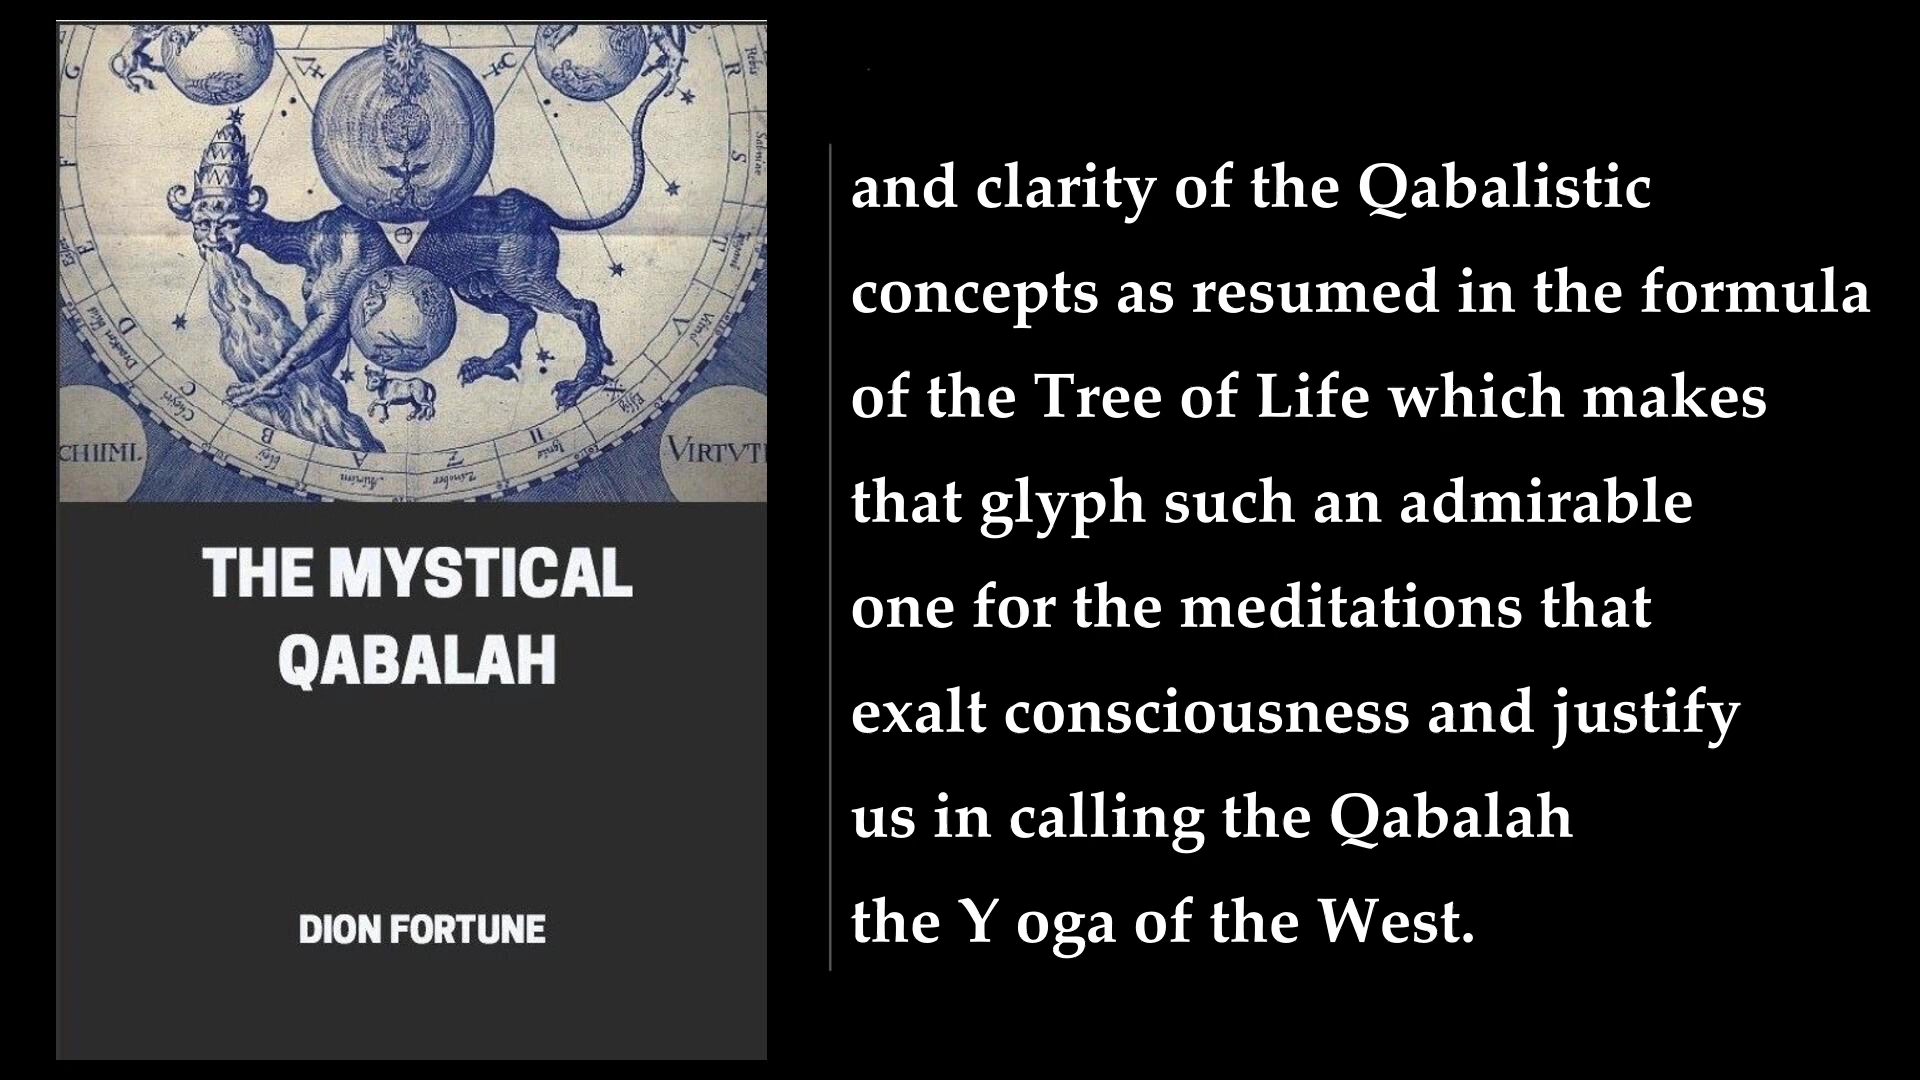 CHIIMI.
VIRTVTI
THE MYSTICAL
QABALAH
DION FORTUNE
and clarity of the Qabalistic
concepts as resumed in the formula
of the Tree of Life which makes
that glyph such an admirable
one for the meditations that
exalt consciousness and justify
us in calling the Qabalah
the Y oga of the West.